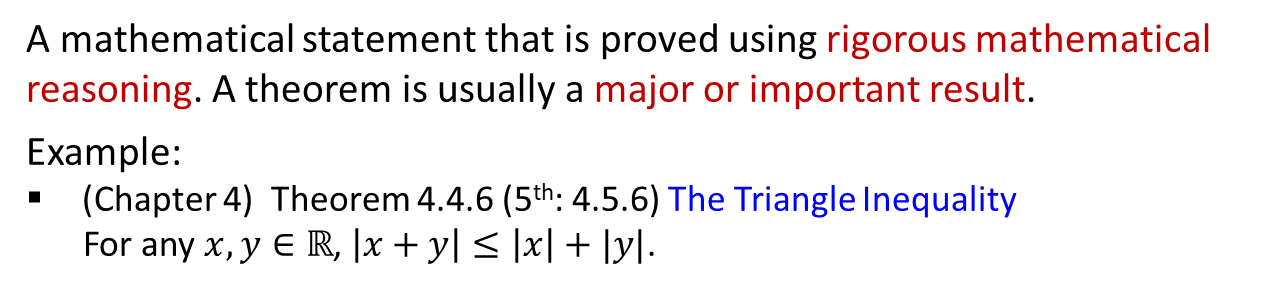 A mathematical statement that is proved using rigorous mathematical
reasoning. A theorem is usually a major or important result.
Example:
▪ (Chapter 4) Theorem 4.4.6 (5th: 4.5.6) The Triangle Inequality
For any 𝑥, 𝑦 ∈ ℝ, |𝑥 + 𝑦| ≤ |𝑥| + |𝑦|.